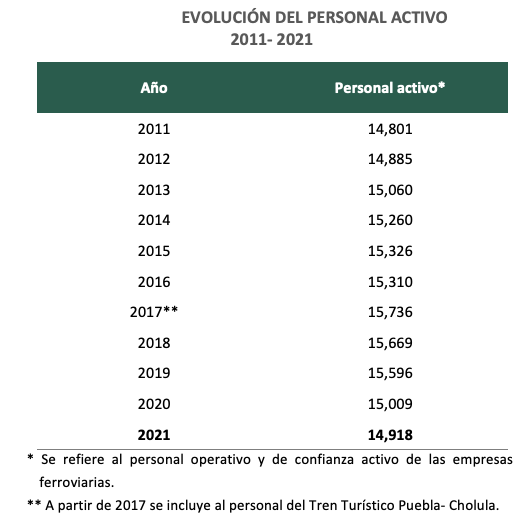 EVOLUCIÓN DEL PERSONAL ACTIVO
2011- 2021
Año Personal activo*
2011 14,801
2012 14,885
2013 15,060
2014 15,260
2015 15,326
2016 15,310
2017** 15,736
2018 15,669
2019 15,596
2020 15,009
2021 14,918
* Se refiere al personal operativo y de confianza activo de las empresas
ferroviarias.
** A partir de 2017 se incluye al personal del Tren Turístico Puebla- Cholula.